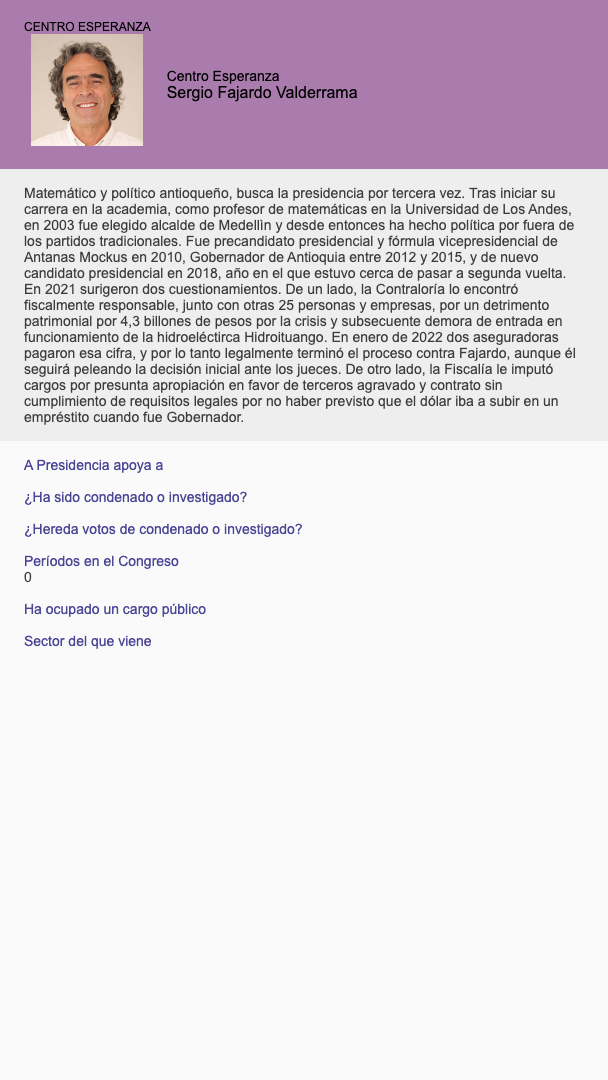 CENTRO ESPERANZA
Centro Esperanza
Sergio Fajardo Valderrama
Matemático y político antioqueño, busca la presidencia por tercera vez. Tras iniciar su
carrera en la academia, como profesor de matemáticas en la Universidad de Los Andes,
en 2003 fue elegido alcalde de Medellìn y desde entonces ha hecho política por fuera de
los partidos tradicionales. Fue precandidato presidencial y fórmula vicepresidencial de
Antanas Mockus en 2010, Gobernador de Antioquia entre 2012 y 2015, y de nuevo
candidato presidencial en 2018, año en el que estuvo cerca de pasar a segunda vuelta.
En 2021 surigeron dos cuestionamientos. De un lado, la Contraloría lo encontró
fiscalmente responsable, junto con otras 25 personas y empresas, por un detrimento
patrimonial por 4,3 billones de pesos por la crisis y subsecuente demora de entrada en
funcionamiento de la hidroeléctirca Hidroituango. En enero de 2022 dos aseguradoras
pagaron esa cifra, y por lo tanto legalmente terminó el proceso contra Fajardo, aunque él
seguirá peleando la decisión inicial ante los jueces. De otro lado, la Fiscalía le imputó
cargos por presunta apropiación en favor de terceros agravado y contrato sin
cumplimiento de requisitos legales por no haber previsto que el dólar iba a subir en un
empréstito cuando fue Gobernador.
A Presidencia apoya a
¿Ha sido condenado o investigado?
¿Hereda votos de condenado o investigado?
Períodos en el Congreso
0
Ha ocupado un cargo público
Sector del que viene